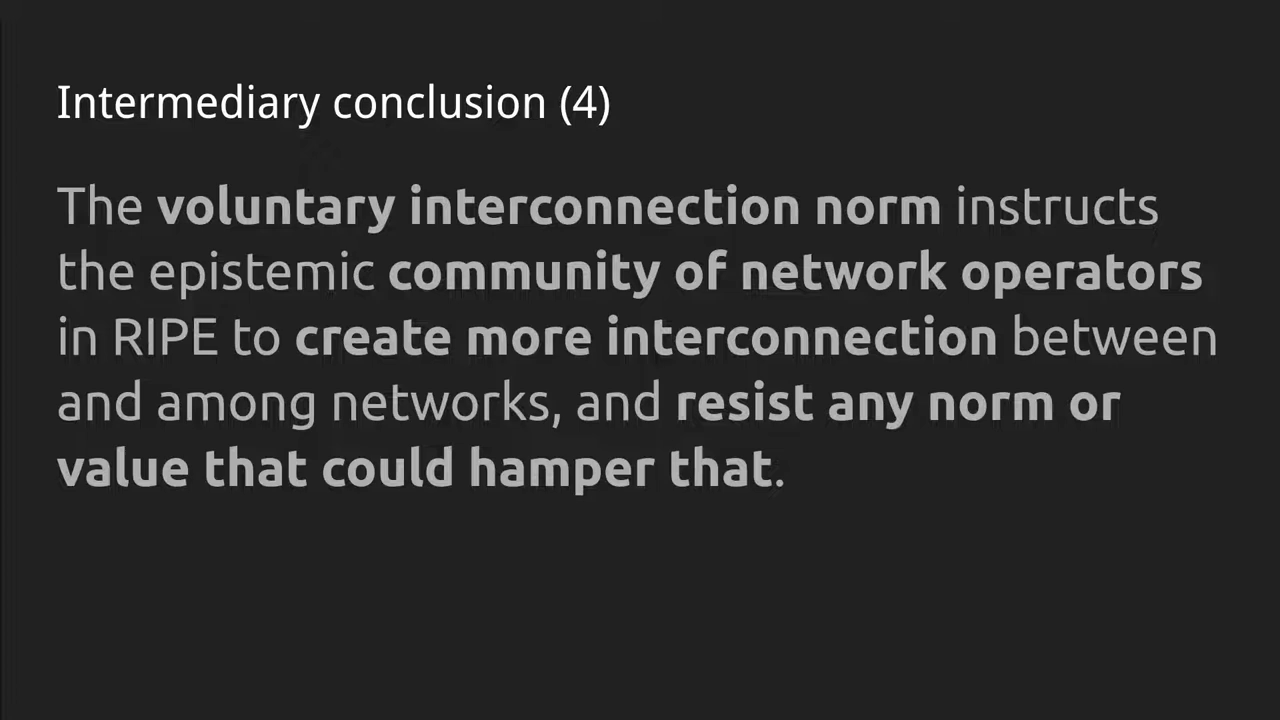 Intermediary conclusion (4)
The voluntary interconnection norm instructs
the epistemic community of network operators
in RIPE to create more interconnection between
and among networks, and resist any norm or
value that could hamper that.